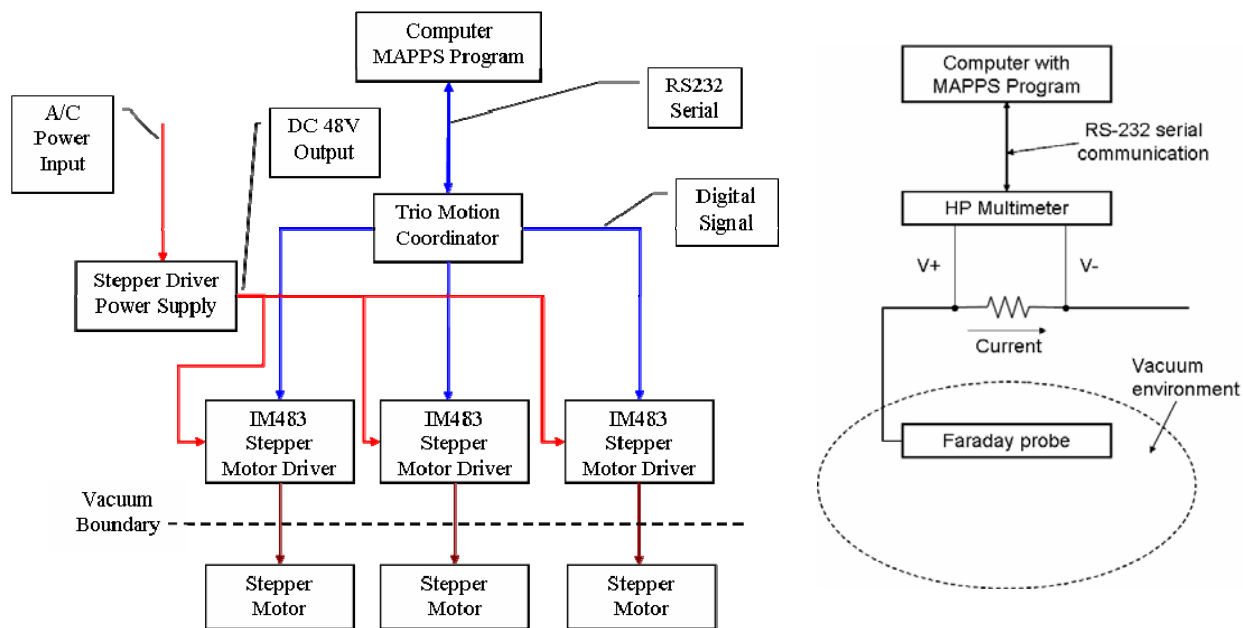 Computer
MAPPS Program
RS232
Serial
A/C
Power
Input
DC 48V
Output
Trio Motion
Coordinator
Digital
Signal
Stepper Driver
Power Supply
IM483
Stepper
Motor Driver
IM483
Stepper
Motor Driver
IM483
Stepper
Motor Driver
Vacuum
Boundary
Stepper
Motor
Stepper
Motor
Stepper
Motor
Computer with
MAPPS Program
RS-232 serial
communication
HP Multimeter
V+
V-
Current
Vacuum
environment
Faraday probe